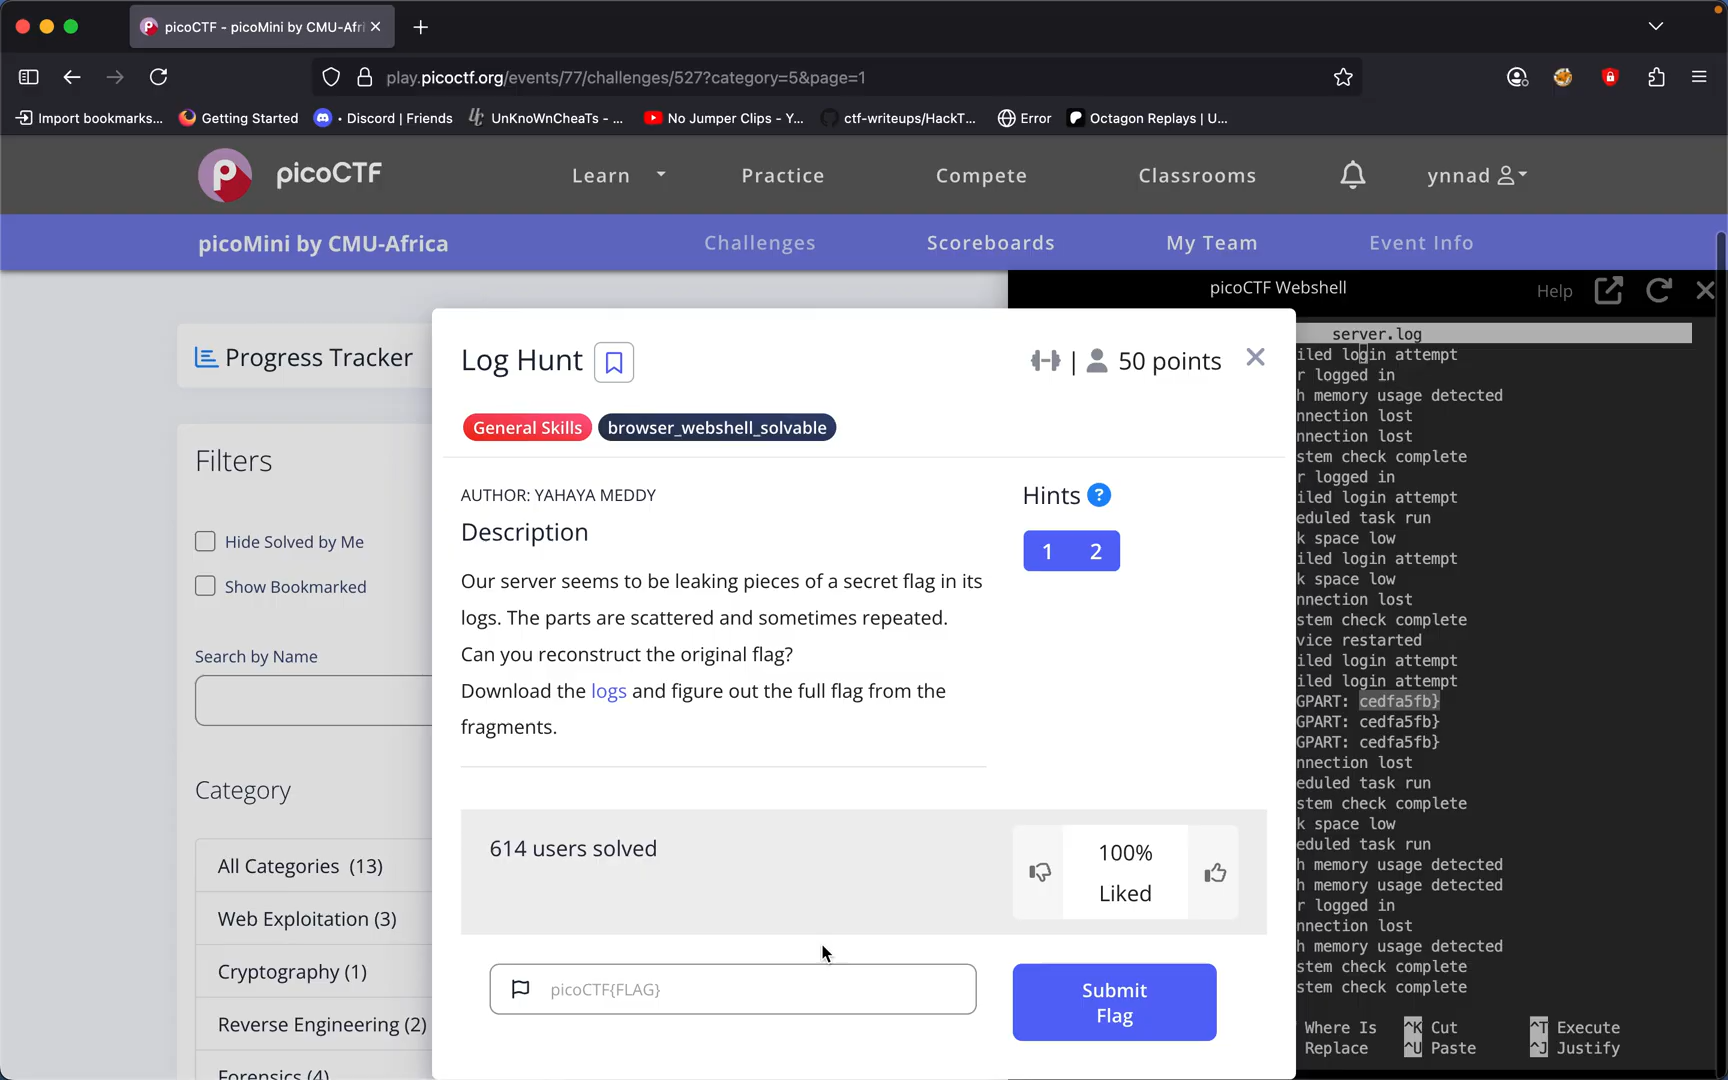 picoCTF - picoMini by CMU-Afri
play.picoctf.org/events/77/challenges/527?category=5&page=1
Import bookmarks...
Getting Started
• Discord | Friends
UnKnoWnCheaTs - ...
No Jumper Clips - Y...
ctf-writeups/HackT...
Error
Octagon Replays | U...
picoCTF
Learn
Practice
Compete
Classrooms
ynnad
picoMini by CMU-Africa
Challenges
Scoreboards
My Team
Event Info
Progress Tracker
Filters
Hide Solved by Me
Show Bookmarked
Search by Name
Category
All Categories (13)
Web Exploitation (3)
Cryptography (1)
Reverse Engineering (2)
Forensics (4)
Log Hunt
| 50 points
General Skills
browser_webshell_solvable
AUTHOR: YAHAYA MEDDY
Description
Our server seems to be leaking pieces of a secret flag in its
logs. The parts are scattered and sometimes repeated.
Can you reconstruct the original flag?
Download the logs and figure out the full flag from the
fragments.
Hints ?
1 2
614 users solved
100%
Liked
picoCTF{FLAG}
Submit
Flag
picoCTF Webshell
Help
server.log
iled login attempt
r logged in
h memory usage detected
nnection lost
nnection lost
stem check complete
r logged in
iled login attempt
eduled task run
k space low
iled login attempt
k space low
nnection lost
stem check complete
vice restarted
iled login attempt
iled login attempt
GPART: cedfa5fb}
GPART: cedfa5fb}
GPART: cedfa5fb}
nnection lost
eduled task run
stem check complete
k space low
eduled task run
h memory usage detected
h memory usage detected
r logged in
nnection lost
h memory usage detected
stem check complete
stem check complete
Where Is ^K Cut ^T Execute
Replace ^U Paste ^J Justify